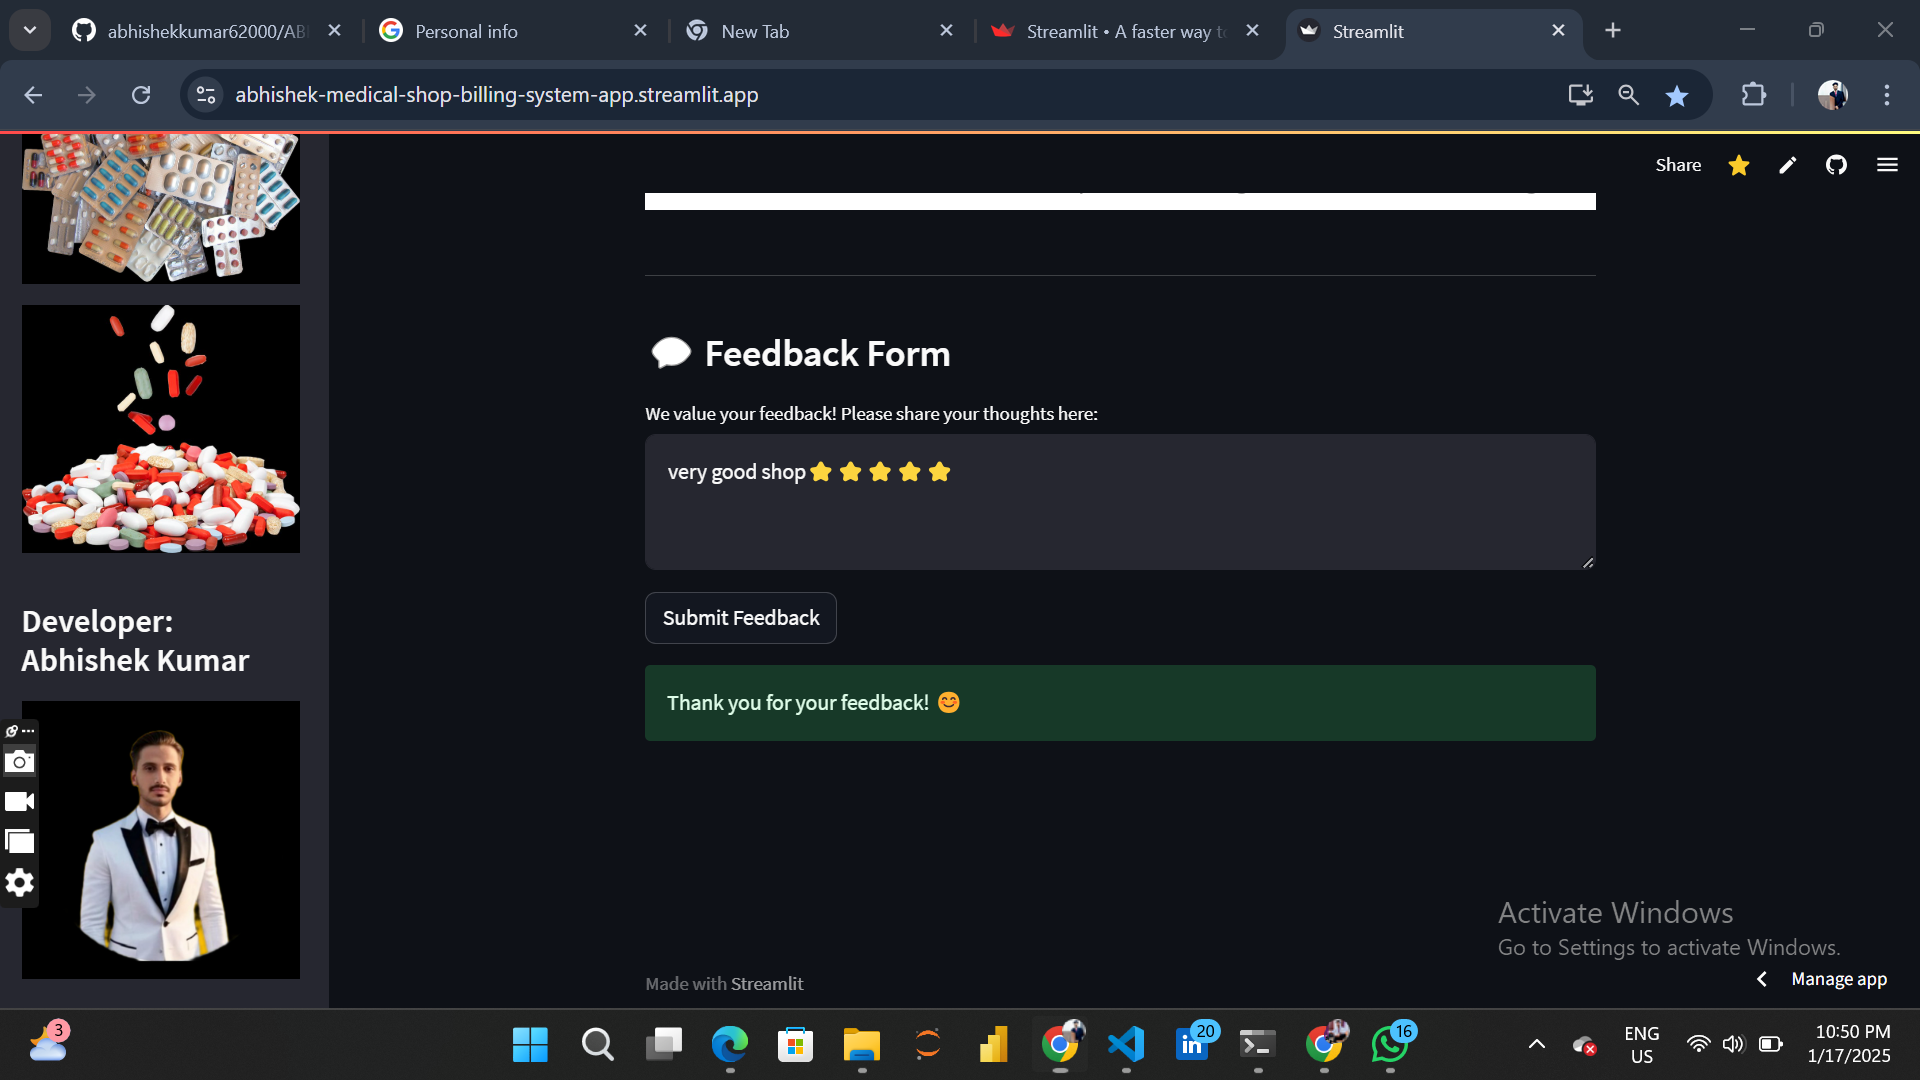 abhishekkumar62000/AB
Personal info
New Tab
Streamlit • A faster way to
Streamlit
abhishek-medical-shop-billing-system-app.streamlit.app
Share
Feedback Form
We value your feedback! Please share your thoughts here:
very good shop⭐ ⭐ ⭐ ⭐ ⭐
Submit Feedback
Thank you for your feedback! 😊
Developer:
Abhishek Kumar
Activate Windows
Go to Settings to activate Windows.
Made with Streamlit
Manage app
3
20
16
ENG
US
10:50 PM
1/17/2025